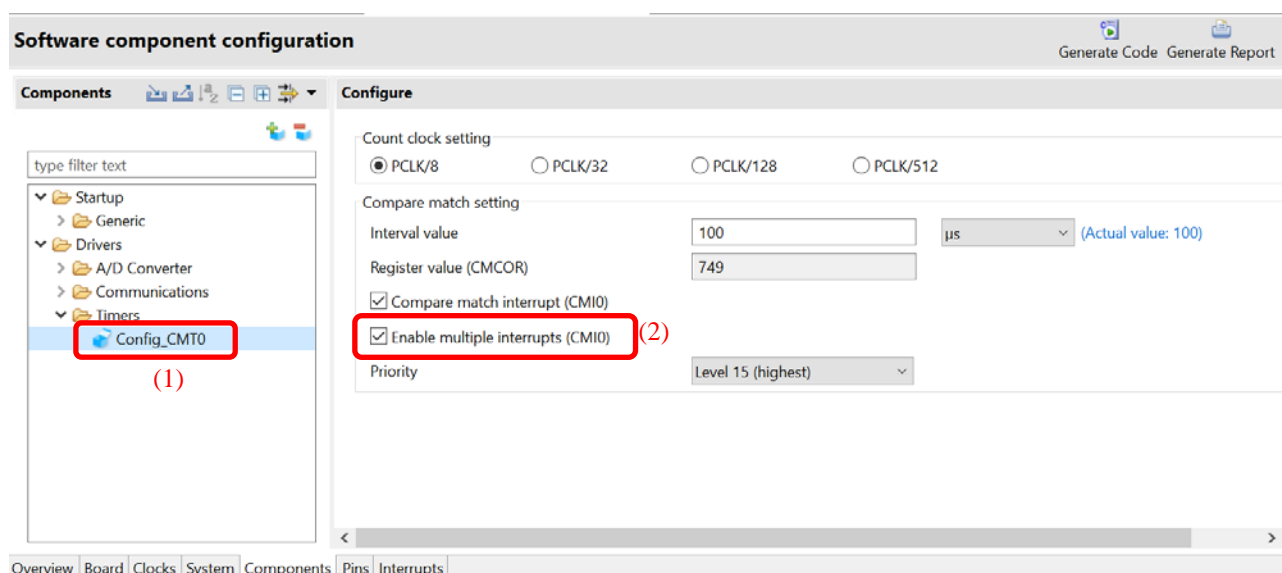 Software component configuration
Generate Code Generate Report
Components
Configure
type filter text
Startup
Generic
Drivers
A/D Converter
Communications
Timers
Config_CMT0
(1)
Count clock setting
PCLK/8 PCLK/32 PCLK/128 PCLK/512
Compare match setting
Interval value 100 µs (Actual value: 100)
Register value (CMCOR) 749
Compare match interrupt (CMI0)
Enable multiple interrupts (CMI0) (2)
Priority Level 15 (highest)
Overview Board Clocks System Components Pins Interrupts